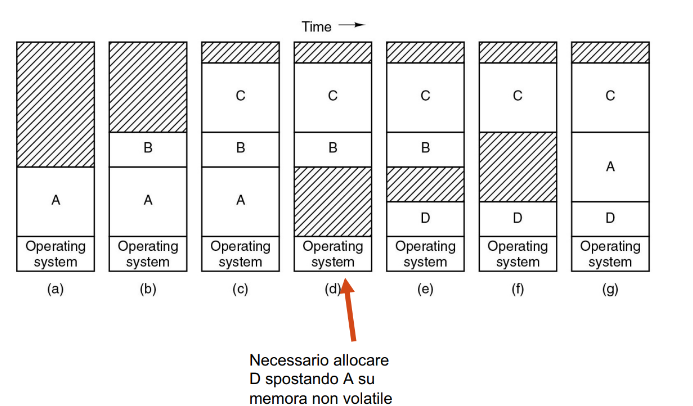 Time
C C C C C
B B B B A
A A A D D D
Operating system Operating system Operating system Operating system Operating system Operating system Operating system
(a) (b) (c) (d) (e) (f) (g)
Necessario allocare
D spostando A su
memora non volatile